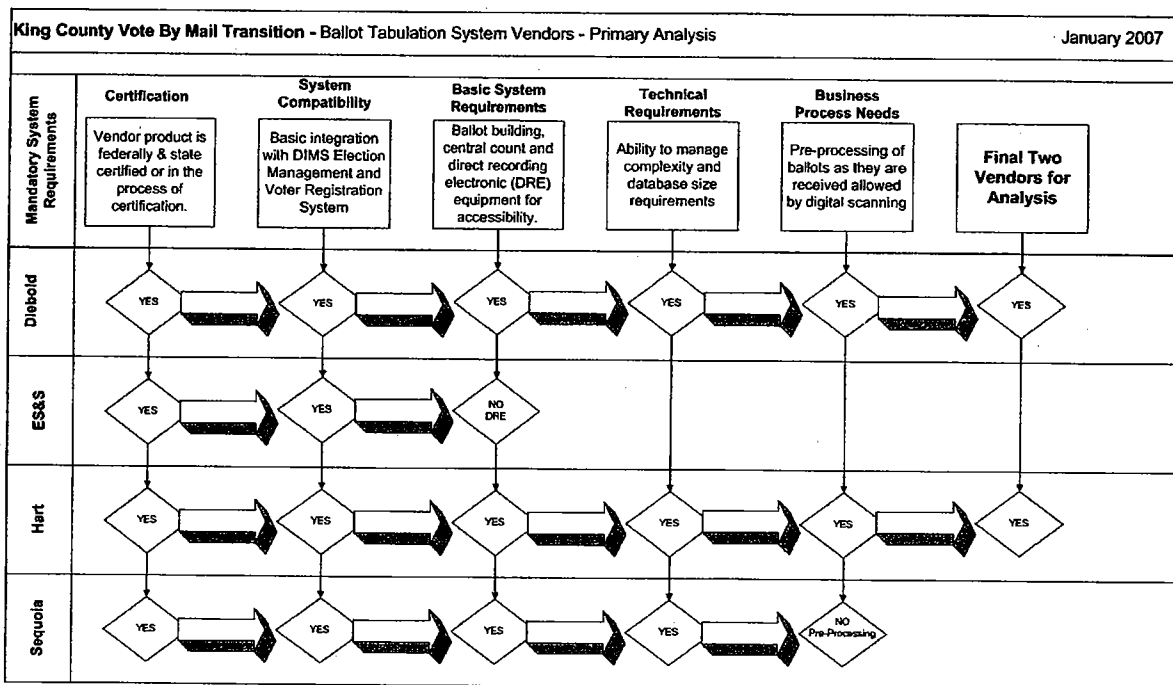 King County Vote By Mail Transition - Ballot Tabulation System Vendors - Primary Analysis
January 2007
Mandatory System
Requirements
Certification
Vendor product is
federally & state
certified or in the
process of
certification.
System
Compatibility
Basic integration
with DIMS Election
Management and
Voter Registration
System
Basic System
Requirements
Ballot building,
central count and
direct recording
electronic (DRE)
equipment for
accessibility.
Technical
Requirements
Ability to manage
complexity and
database size
requirements
Business
Process Needs
Pre-processing of
ballots as they are
received allowed
by digital scanning
Final Two
Vendors for
Analysis
Diebold
YES
YES
YES
YES
YES
YES
ES&S
YES
YES
NO
DRE
Hart
YES
YES
YES
YES
YES
YES
Sequoia
YES
YES
YES
YES
NO
Pre-Processing